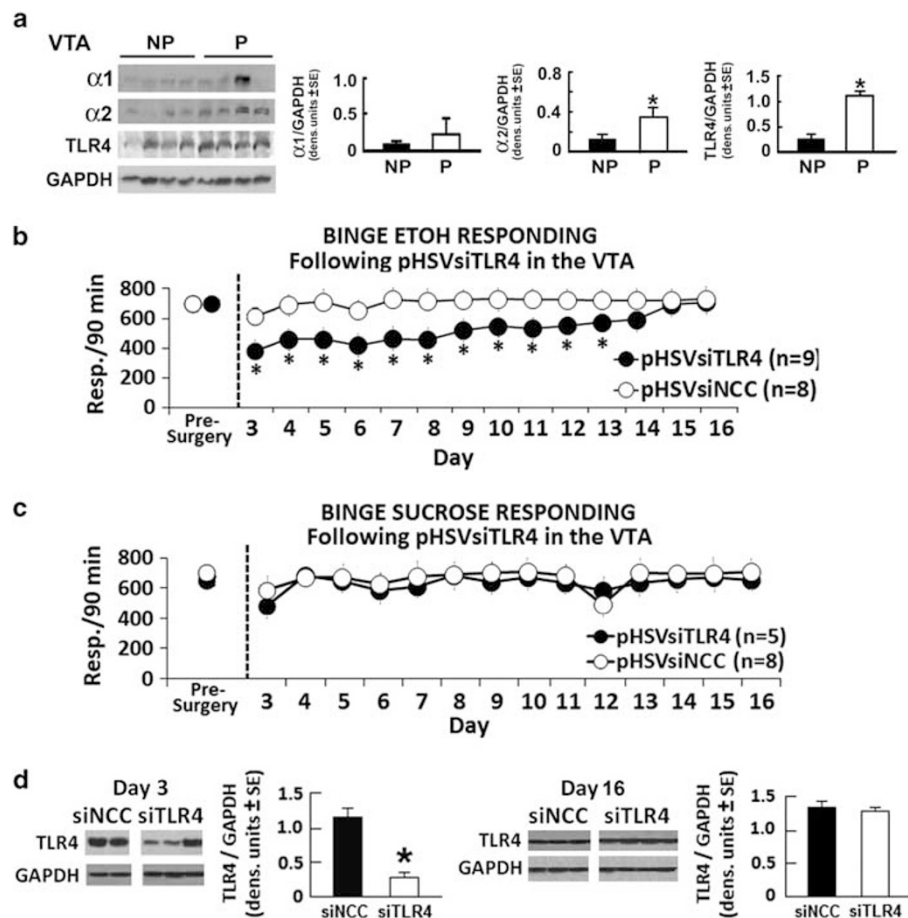 a
VTA NP P
α1
α2
TLR4
GAPDH
α1/GAPDH
(dens. units ±SE)
1.0
0.5
0
NP P
α2/GAPDH
(dens. units ±SE)
0.6
0.4
0.2
0
*
NP P
TLR4/GAPDH
(dens. units ±SE)
1.5
1.0
0.5
0
*
NP P
b
BINGE ETOH RESPONDING
Following pHSVsiTLR4 in the VTA
Resp./90 min
800
600
400
200
0
* * * * * * * * * * *
pHSVsiTLR4 (n=9)
pHSVsiNCC (n=8)
Pre-
Surgery
3 4 5 6 7 8 9 10 11 12 13 14 15 16
Day
c
BINGE SUCROSE RESPONDING
Following pHSVsiTLR4 in the VTA
Resp./90 min
800
600
400
200
0
pHSVsiTLR4 (n=5)
pHSVsiNCC (n=8)
Pre-
Surgery
3 4 5 6 7 8 9 10 11 12 13 14 15 16
Day
d
Day 3
siNCC siTLR4
TLR4
GAPDH
TLR4 / GAPDH
(dens. units ± SE)
1.5
1.0
0.5
0
*
siNCC siTLR4
Day 16
siNCC siTLR4
TLR4
GAPDH
TLR4 / GAPDH
(dens. units ± SE)
1.5
1.0
0.5
0
siNCC siTLR4